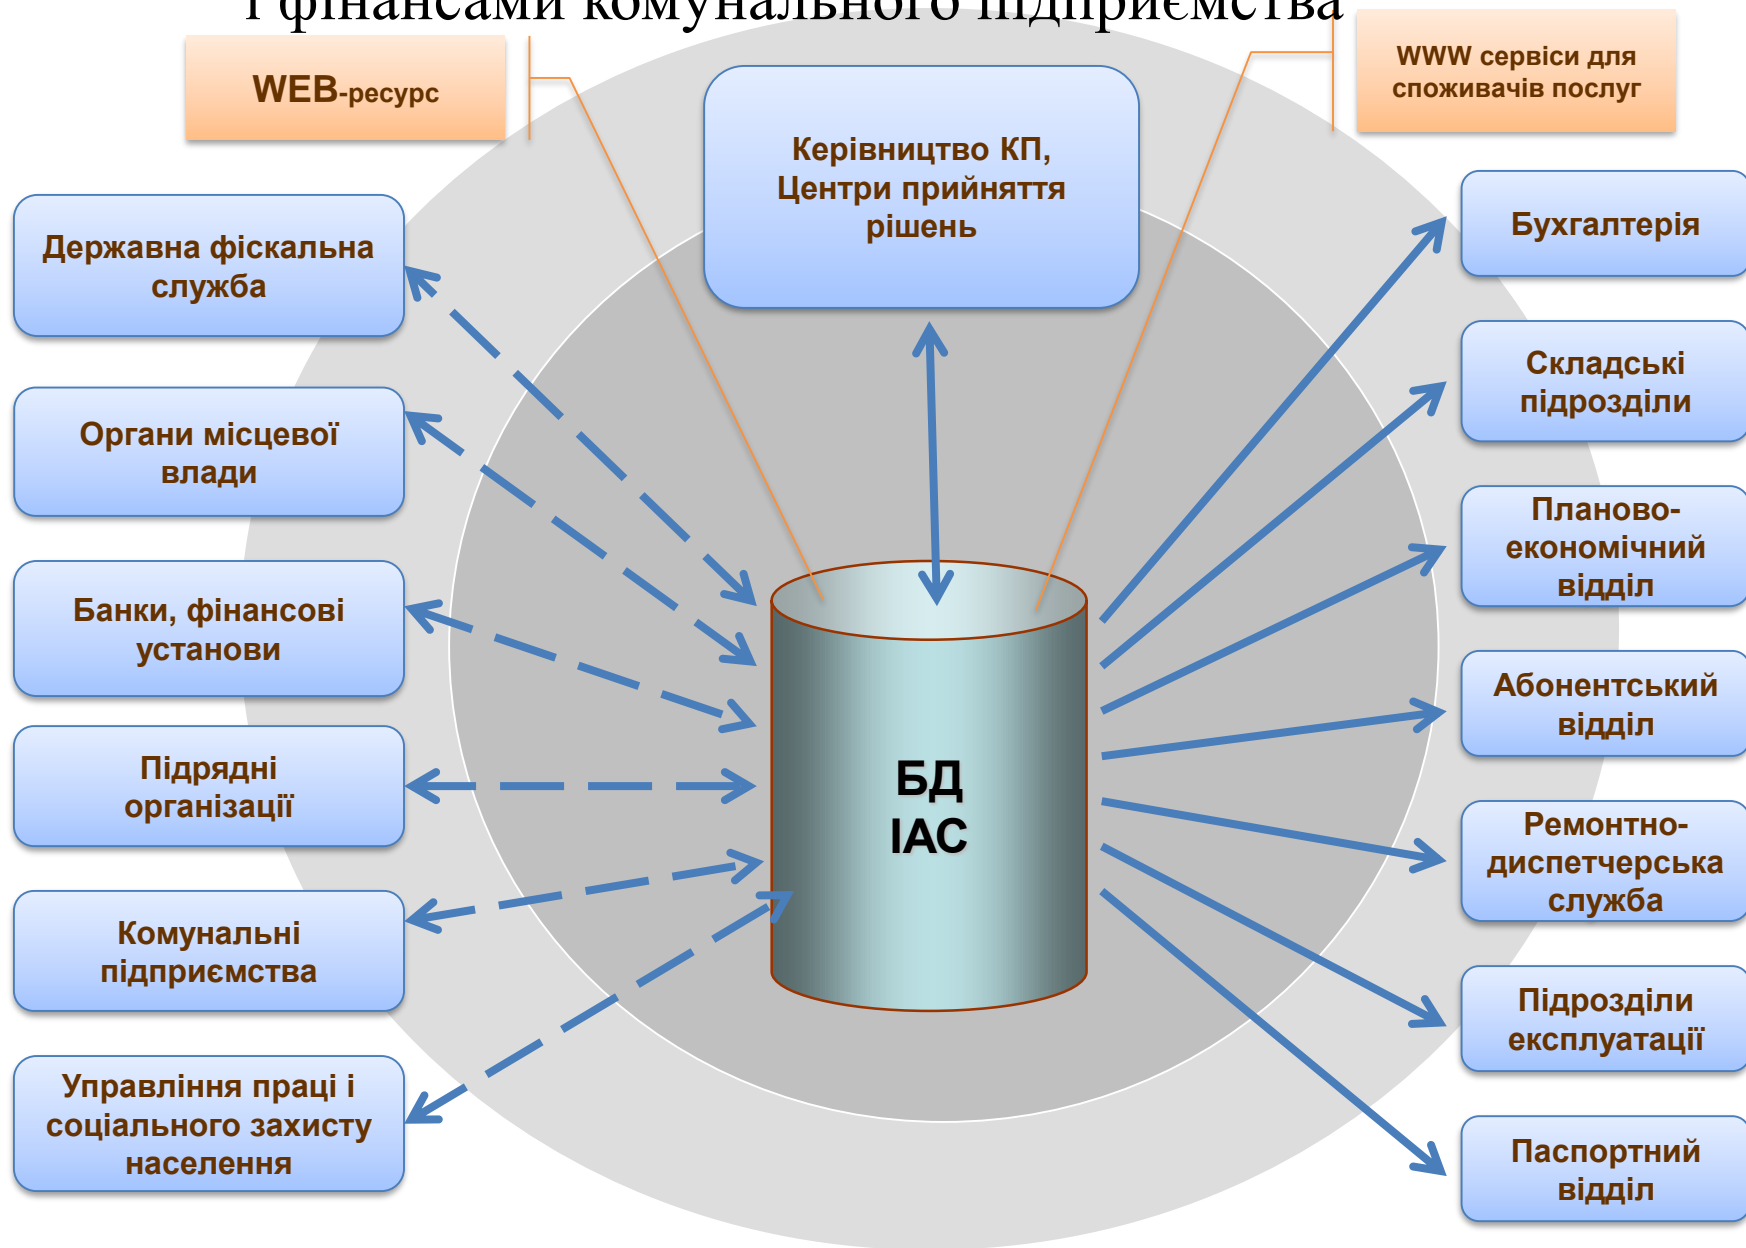 і фінансами комунального підприємства
WEB-ресурс
WWW сервіси для
споживачів послуг
Керівництво КП,
Центри прийняття
рішень
Державна фіскальна
служба
Органи місцевої
влади
Банки, фінансові
установи
Підрядні
організації
Комунальні
підприємства
Управління праці і
соціального захисту
населення
БД
ІАС
Бухгалтерія
Складські
підрозділи
Планово-
економічний
відділ
Абонентський
відділ
Ремонтно-
диспетчерська
служба
Підрозділи
експлуатації
Паспортний
відділ